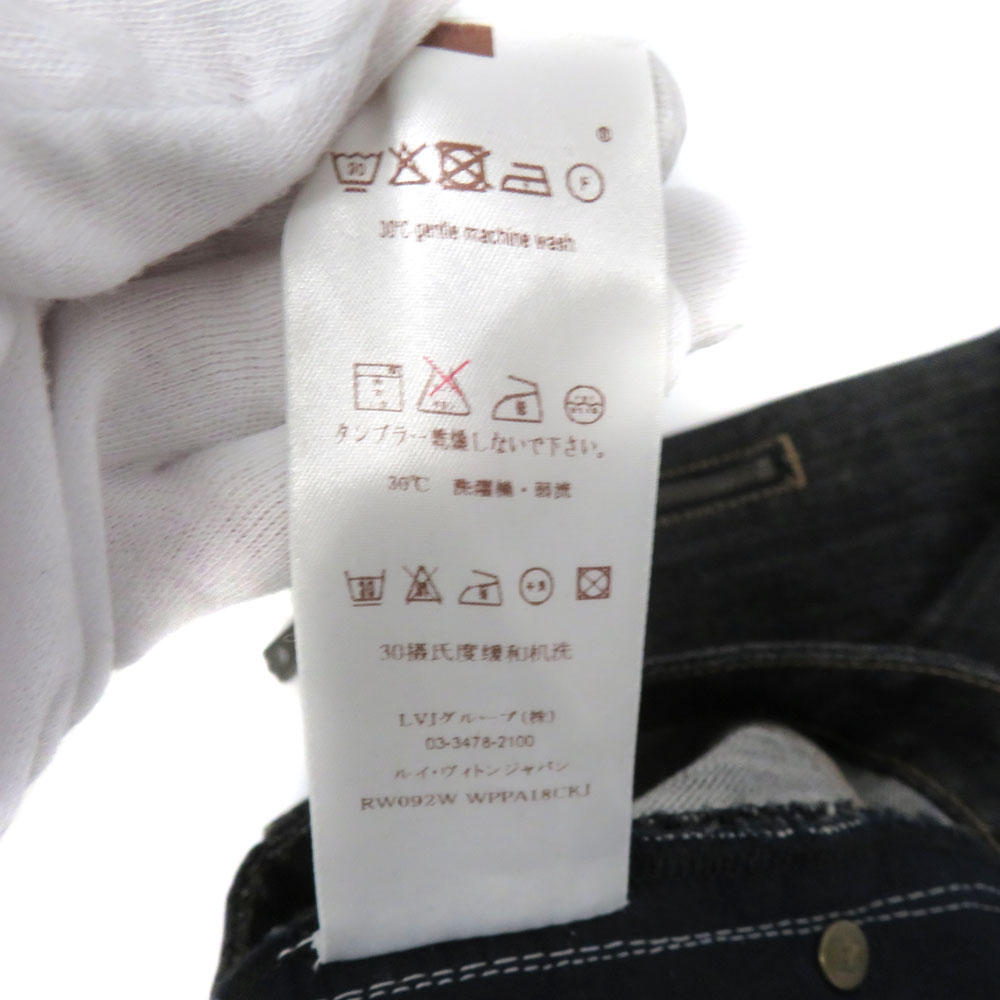 ®
30
F
30℃ gentle machine wash
タンブラー乾燥しないで下さい。
30℃ 洗濯機・弱流
30
30摄氏度缓和机洗
LVJグループ(株)
03-3478-2100
ルイ・ヴィトンジャパン
RW092W WPPA18CKJ